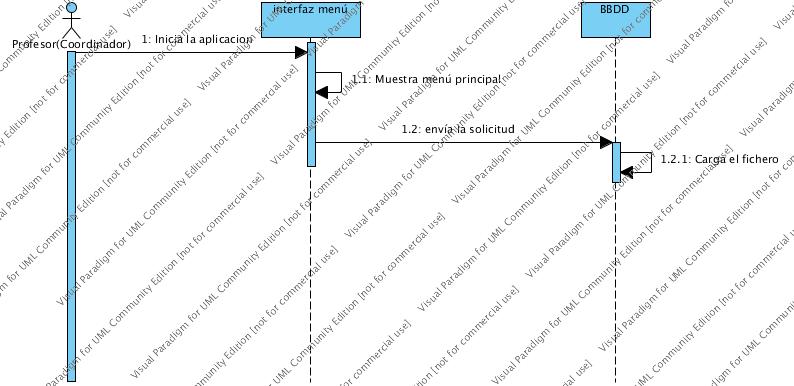 interfaz menú
BBDD
Profesor(Coordinador)
1: Inicia la aplicacion
1.1: Muestra menú principal
1.2: envía la solicitud
1.2.1: Carga el fichero
Visual Paradigm for UML Community Edition [not for commercial use]